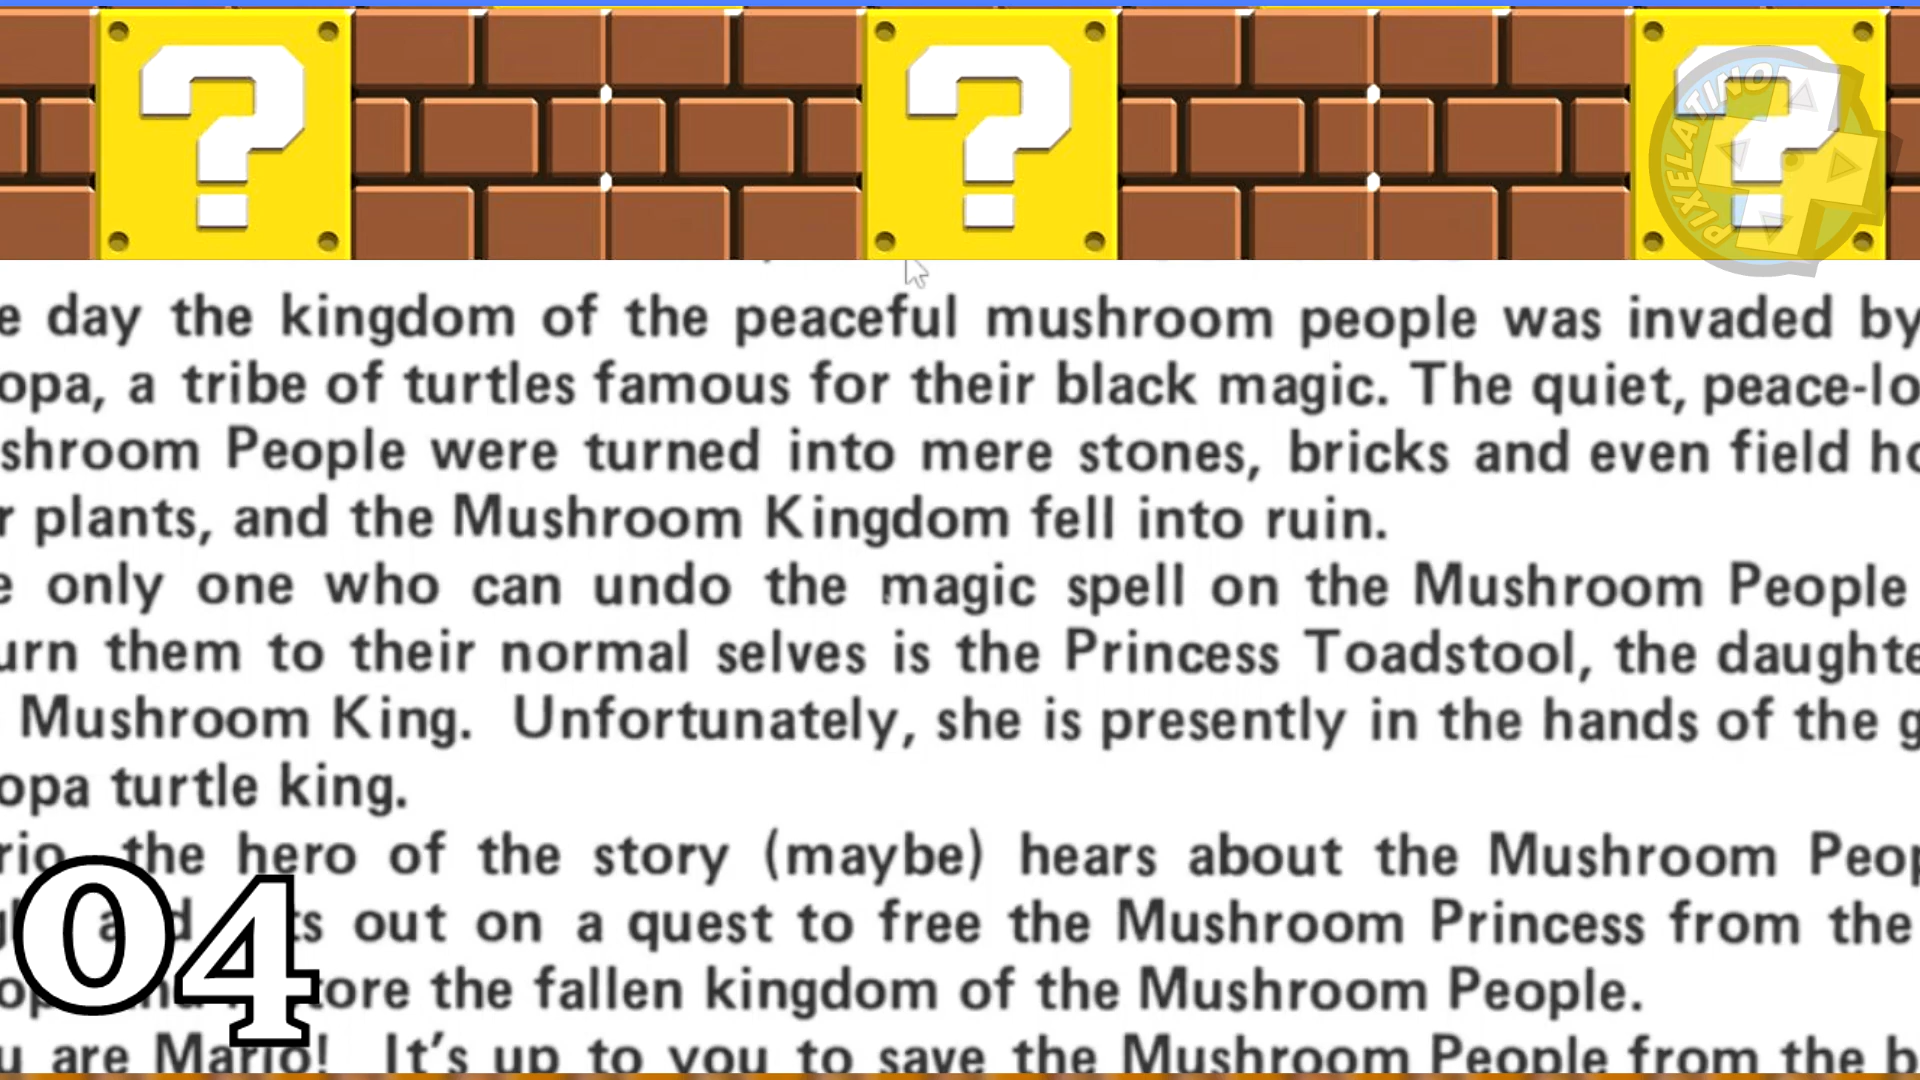 PIXELATINO
e day the kingdom of the peaceful mushroom people was invaded by
opa, a tribe of turtles famous for their black magic. The quiet, peace-lo
shroom People were turned into mere stones, bricks and even field ho
r plants, and the Mushroom Kingdom fell into ruin.
e only one who can undo the magic spell on the Mushroom People
urn them to their normal selves is the Princess Toadstool, the daughte
Mushroom King. Unfortunately, she is presently in the hands of the g
opa turtle king.
rio, the hero of the story (maybe) hears about the Mushroom Peop
out on a quest to free the Mushroom Princess from the
tore the fallen kingdom of the Mushroom People.
u are Mario! It's up to you to save the Mushroom People from the b
04